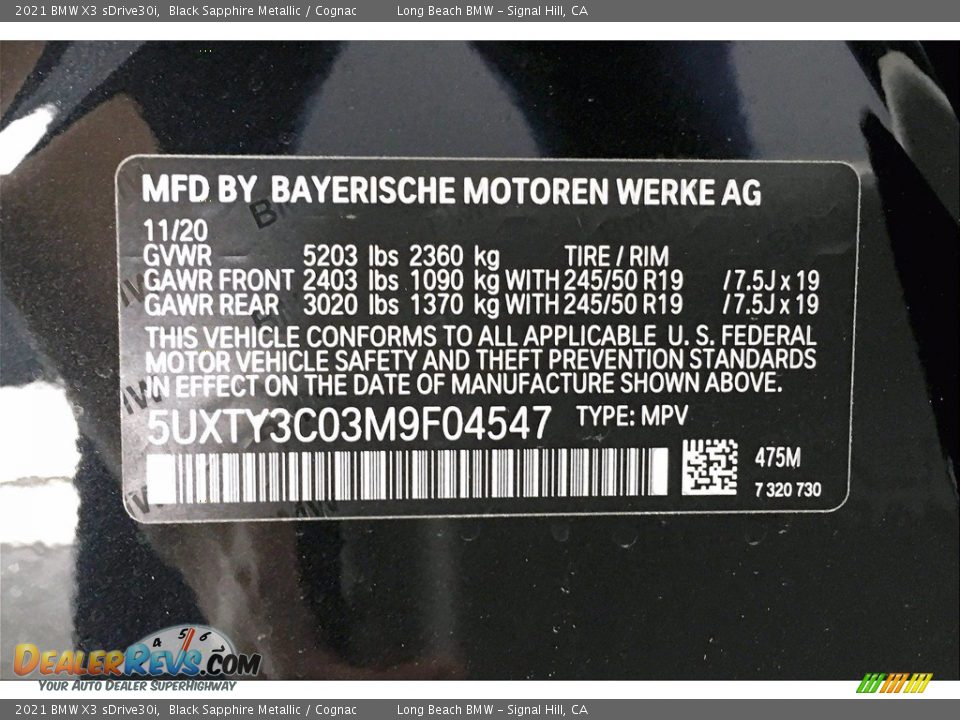 2021 BMW X3 sDrive30i, Black Sapphire Metallic / Cognac Long Beach BMW - Signal Hill, CA
MFD BY BAYERISCHE MOTOREN WERKE AG
11/20
GVWR 5203 lbs 2360 kg TIRE / RIM
GAWR FRONT 2403 lbs 1090 kg WITH 245/50 R19 /7.5J x 19
GAWR REAR 3020 lbs 1370 kg WITH 245/50 R19 /7.5J x 19
THIS VEHICLE CONFORMS TO ALL APPLICABLE U. S. FEDERAL
MOTOR VEHICLE SAFETY AND THEFT PREVENTION STANDARDS
IN EFFECT ON THE DATE OF MANUFACTURE SHOWN ABOVE.
5UXTY3C03M9F04547 TYPE: MPV
475M
7 320 730
4 5 6
DEALERREVS.COM
YOUR AUTO DEALER SUPERHIGHWAY
2021 BMW X3 sDrive30i, Black Sapphire Metallic / Cognac Long Beach BMW - Signal Hill, CA